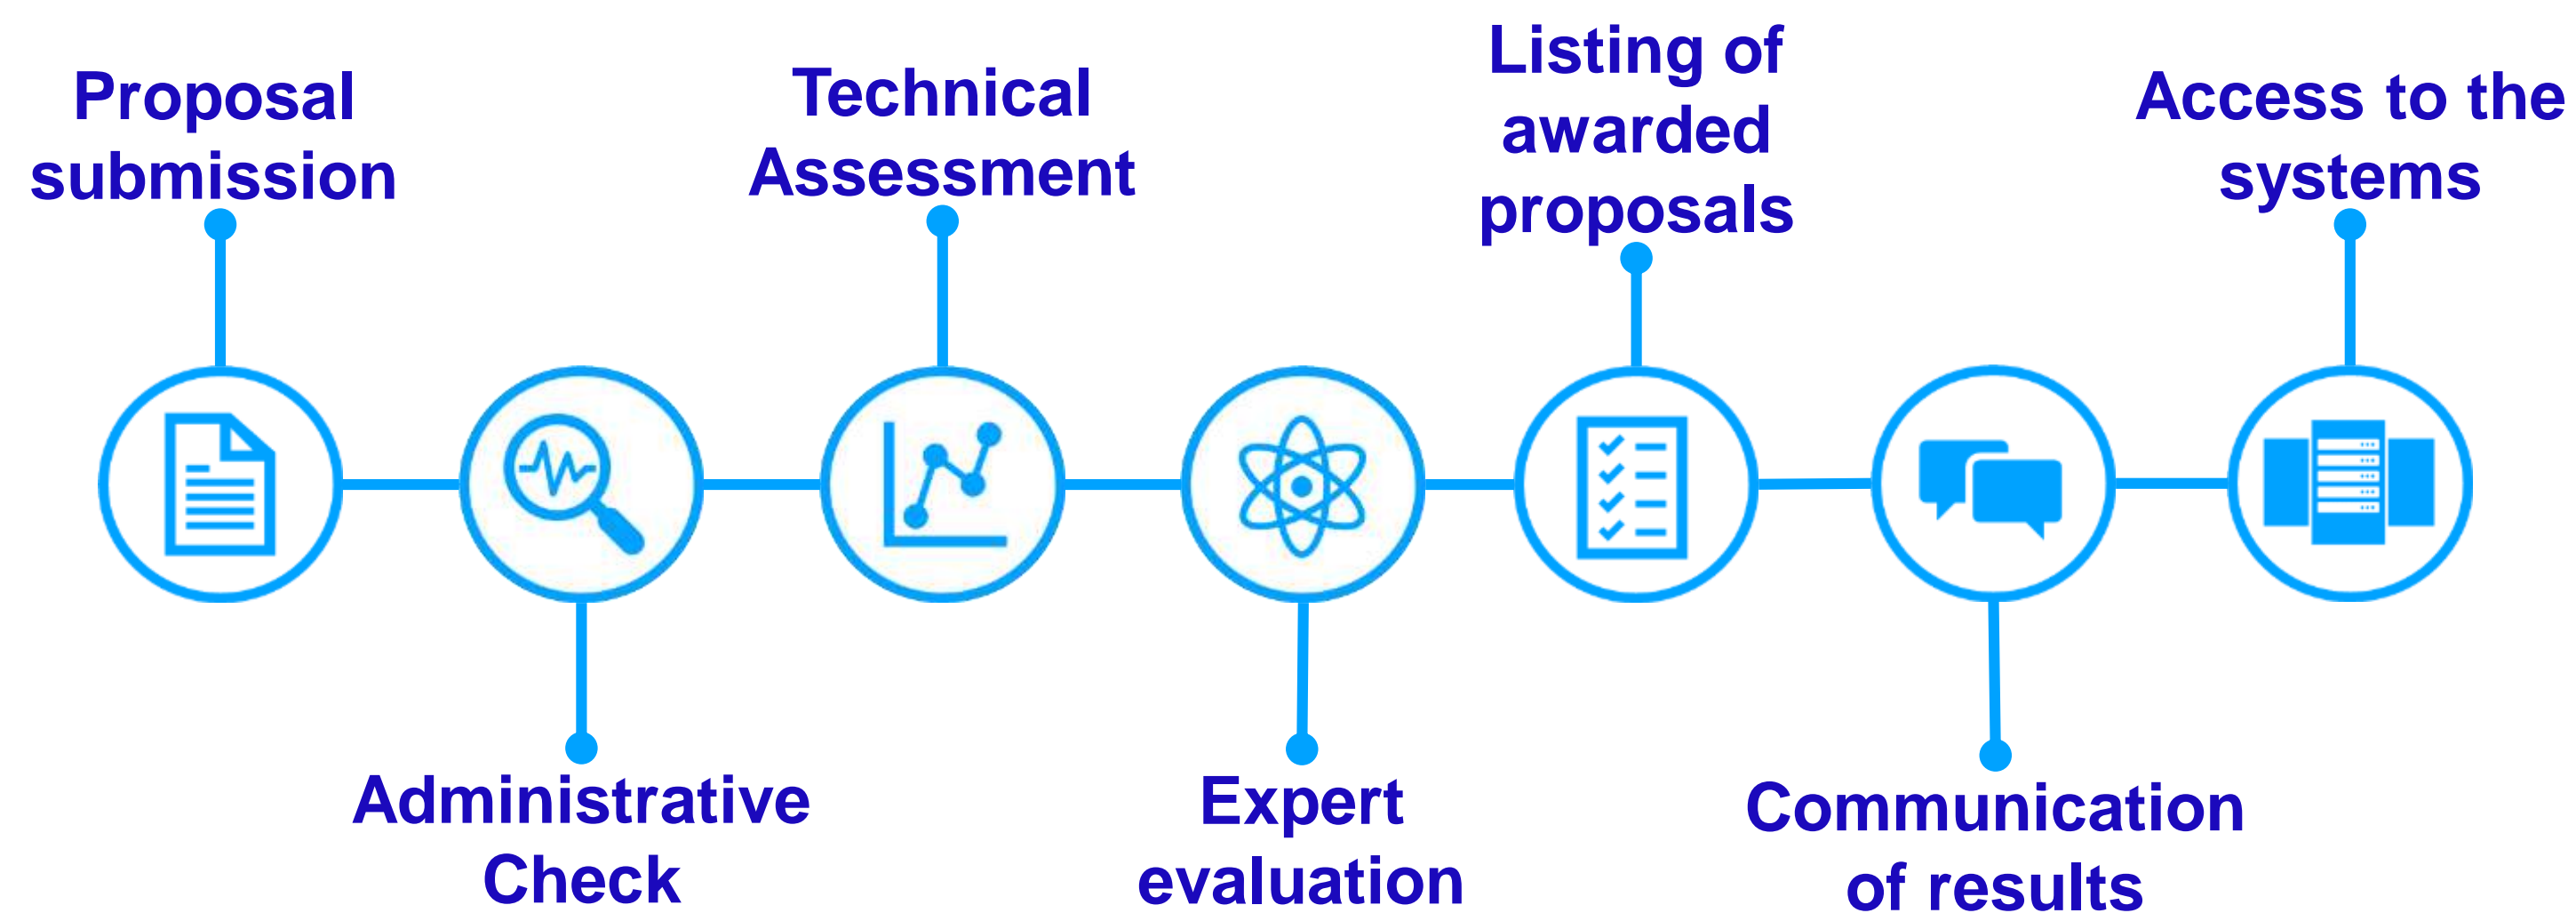 Proposal
submission
Administrative
Check
Technical
Assessment
Expert
evaluation
Listing of
awarded
proposals
Communication
of results
Access to the
systems